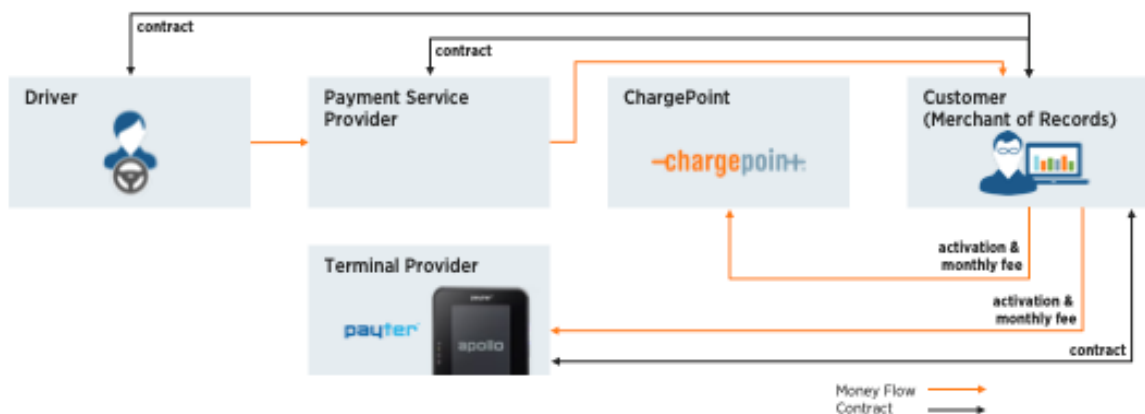 contract
contract
Driver
Payment Service
Provider
ChargePoint
Customer
(Merchant of Records)
chargepoin+
activation &
monthly fee
Terminal Provider
activation &
monthly fee
payter
payter
apollo
contract
Money Flow
Contract